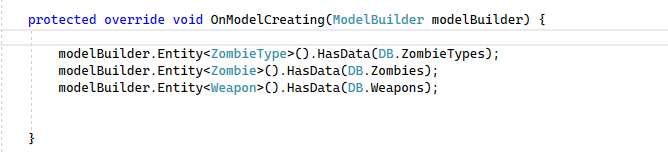 protected override void OnModelCreating(ModelBuilder modelBuilder) {
modelBuilder.Entity<ZombieType>().HasData(DB.ZombieTypes);
modelBuilder.Entity<Zombie>().HasData(DB.Zombies);
modelBuilder.Entity<Weapon>().HasData(DB.Weapons);
}